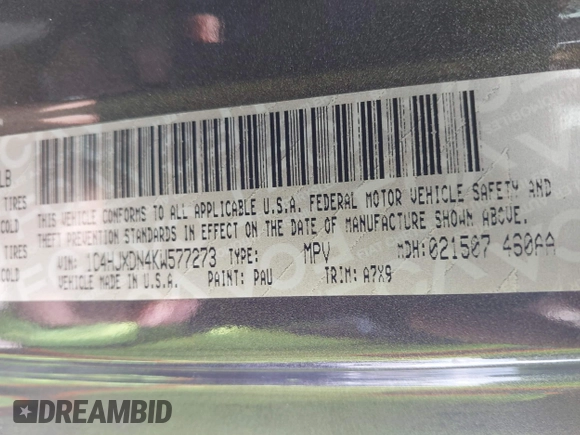 LB
TIRES
COLD
TIRES
COLD
THIS VEHICLE CONFORMS TO ALL APPLICABLE U.S.A. FEDERAL MOTOR VEHICLE SAFETY AND
THEFT PREVENTION STANDARDS IN EFFECT ON THE DATE OF MANUFACTURE SHOWN ABOVE.
VIN: 1C4HJXDN4KW577273 TYPE: MPV MDH:021507 460AA
VEHICLE MADE IN U.S.A. PAINT: PAU TRIM: A7X9
DREAMBID